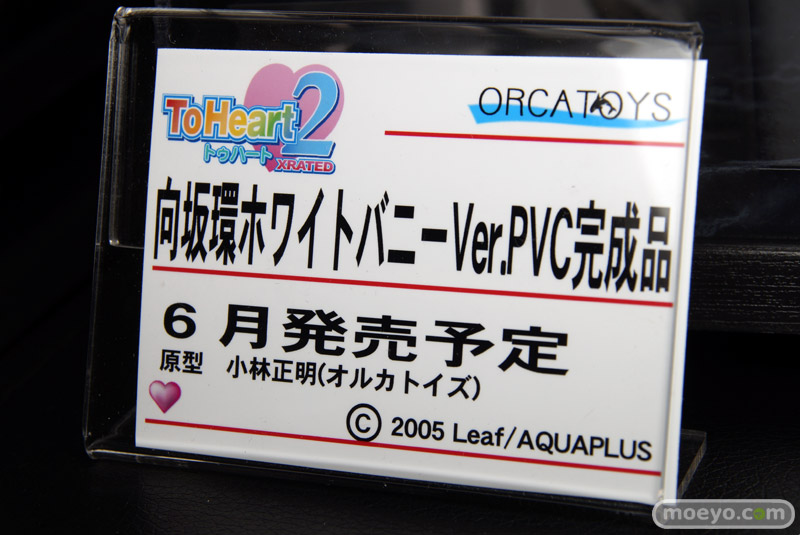 ToHeart2
トゥハート
XRATED
ORCATOYS
向坂環ホワイトバニーVer.PVC完成品
6月発売予定
原型 小林正明(オルカトイズ)
© 2005 Leaf/AQUAPLUS
moeyo.com